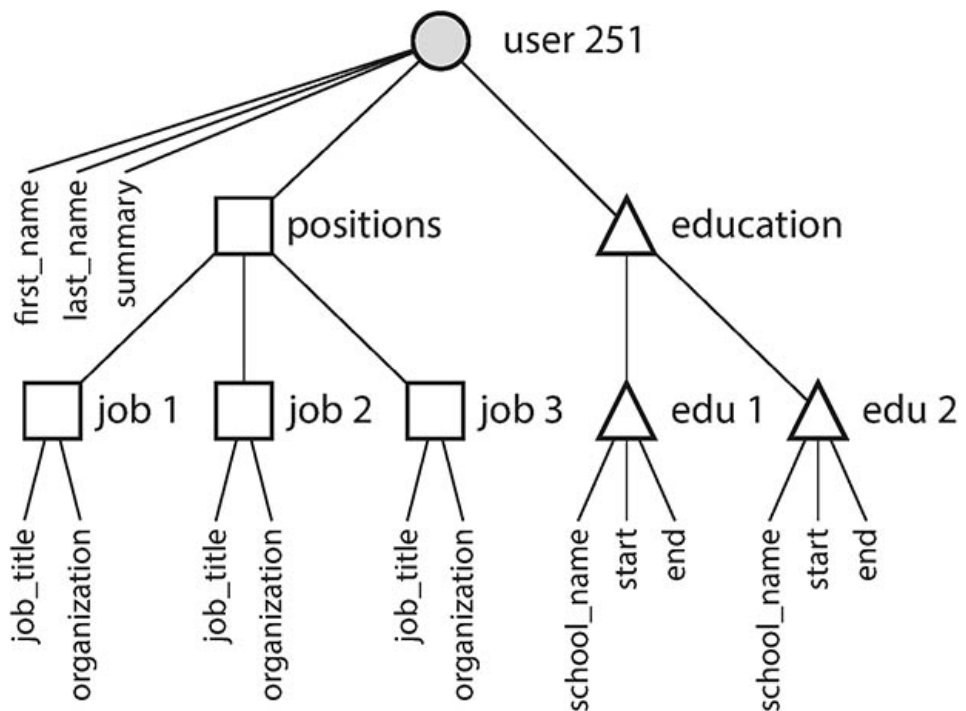 user 251
first_name
last_name
summary
positions
education
job 1
job 2
job 3
edu 1
edu 2
job_title
organization
job_title
organization
job_title
organization
school_name
start
end
school_name
start
end